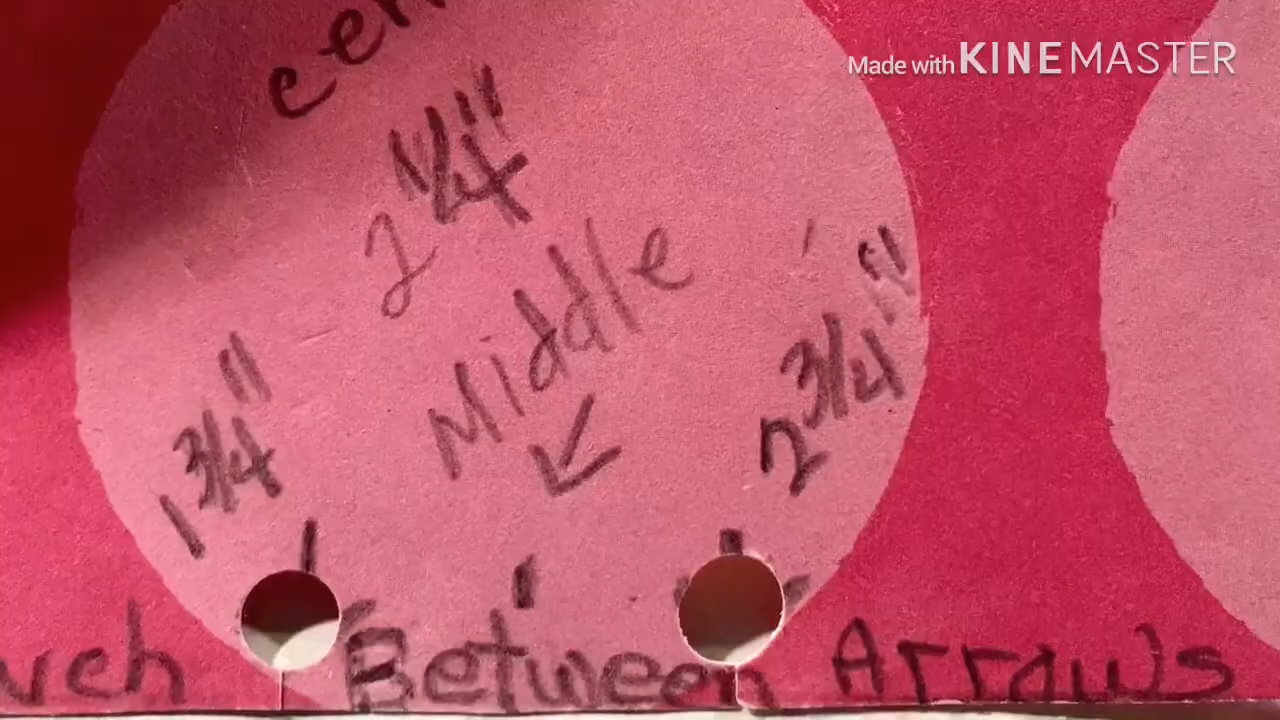 Made with KINEMASTER
2 1/4"
Middle
1 3/4"
2 3/4"
Between Arrows